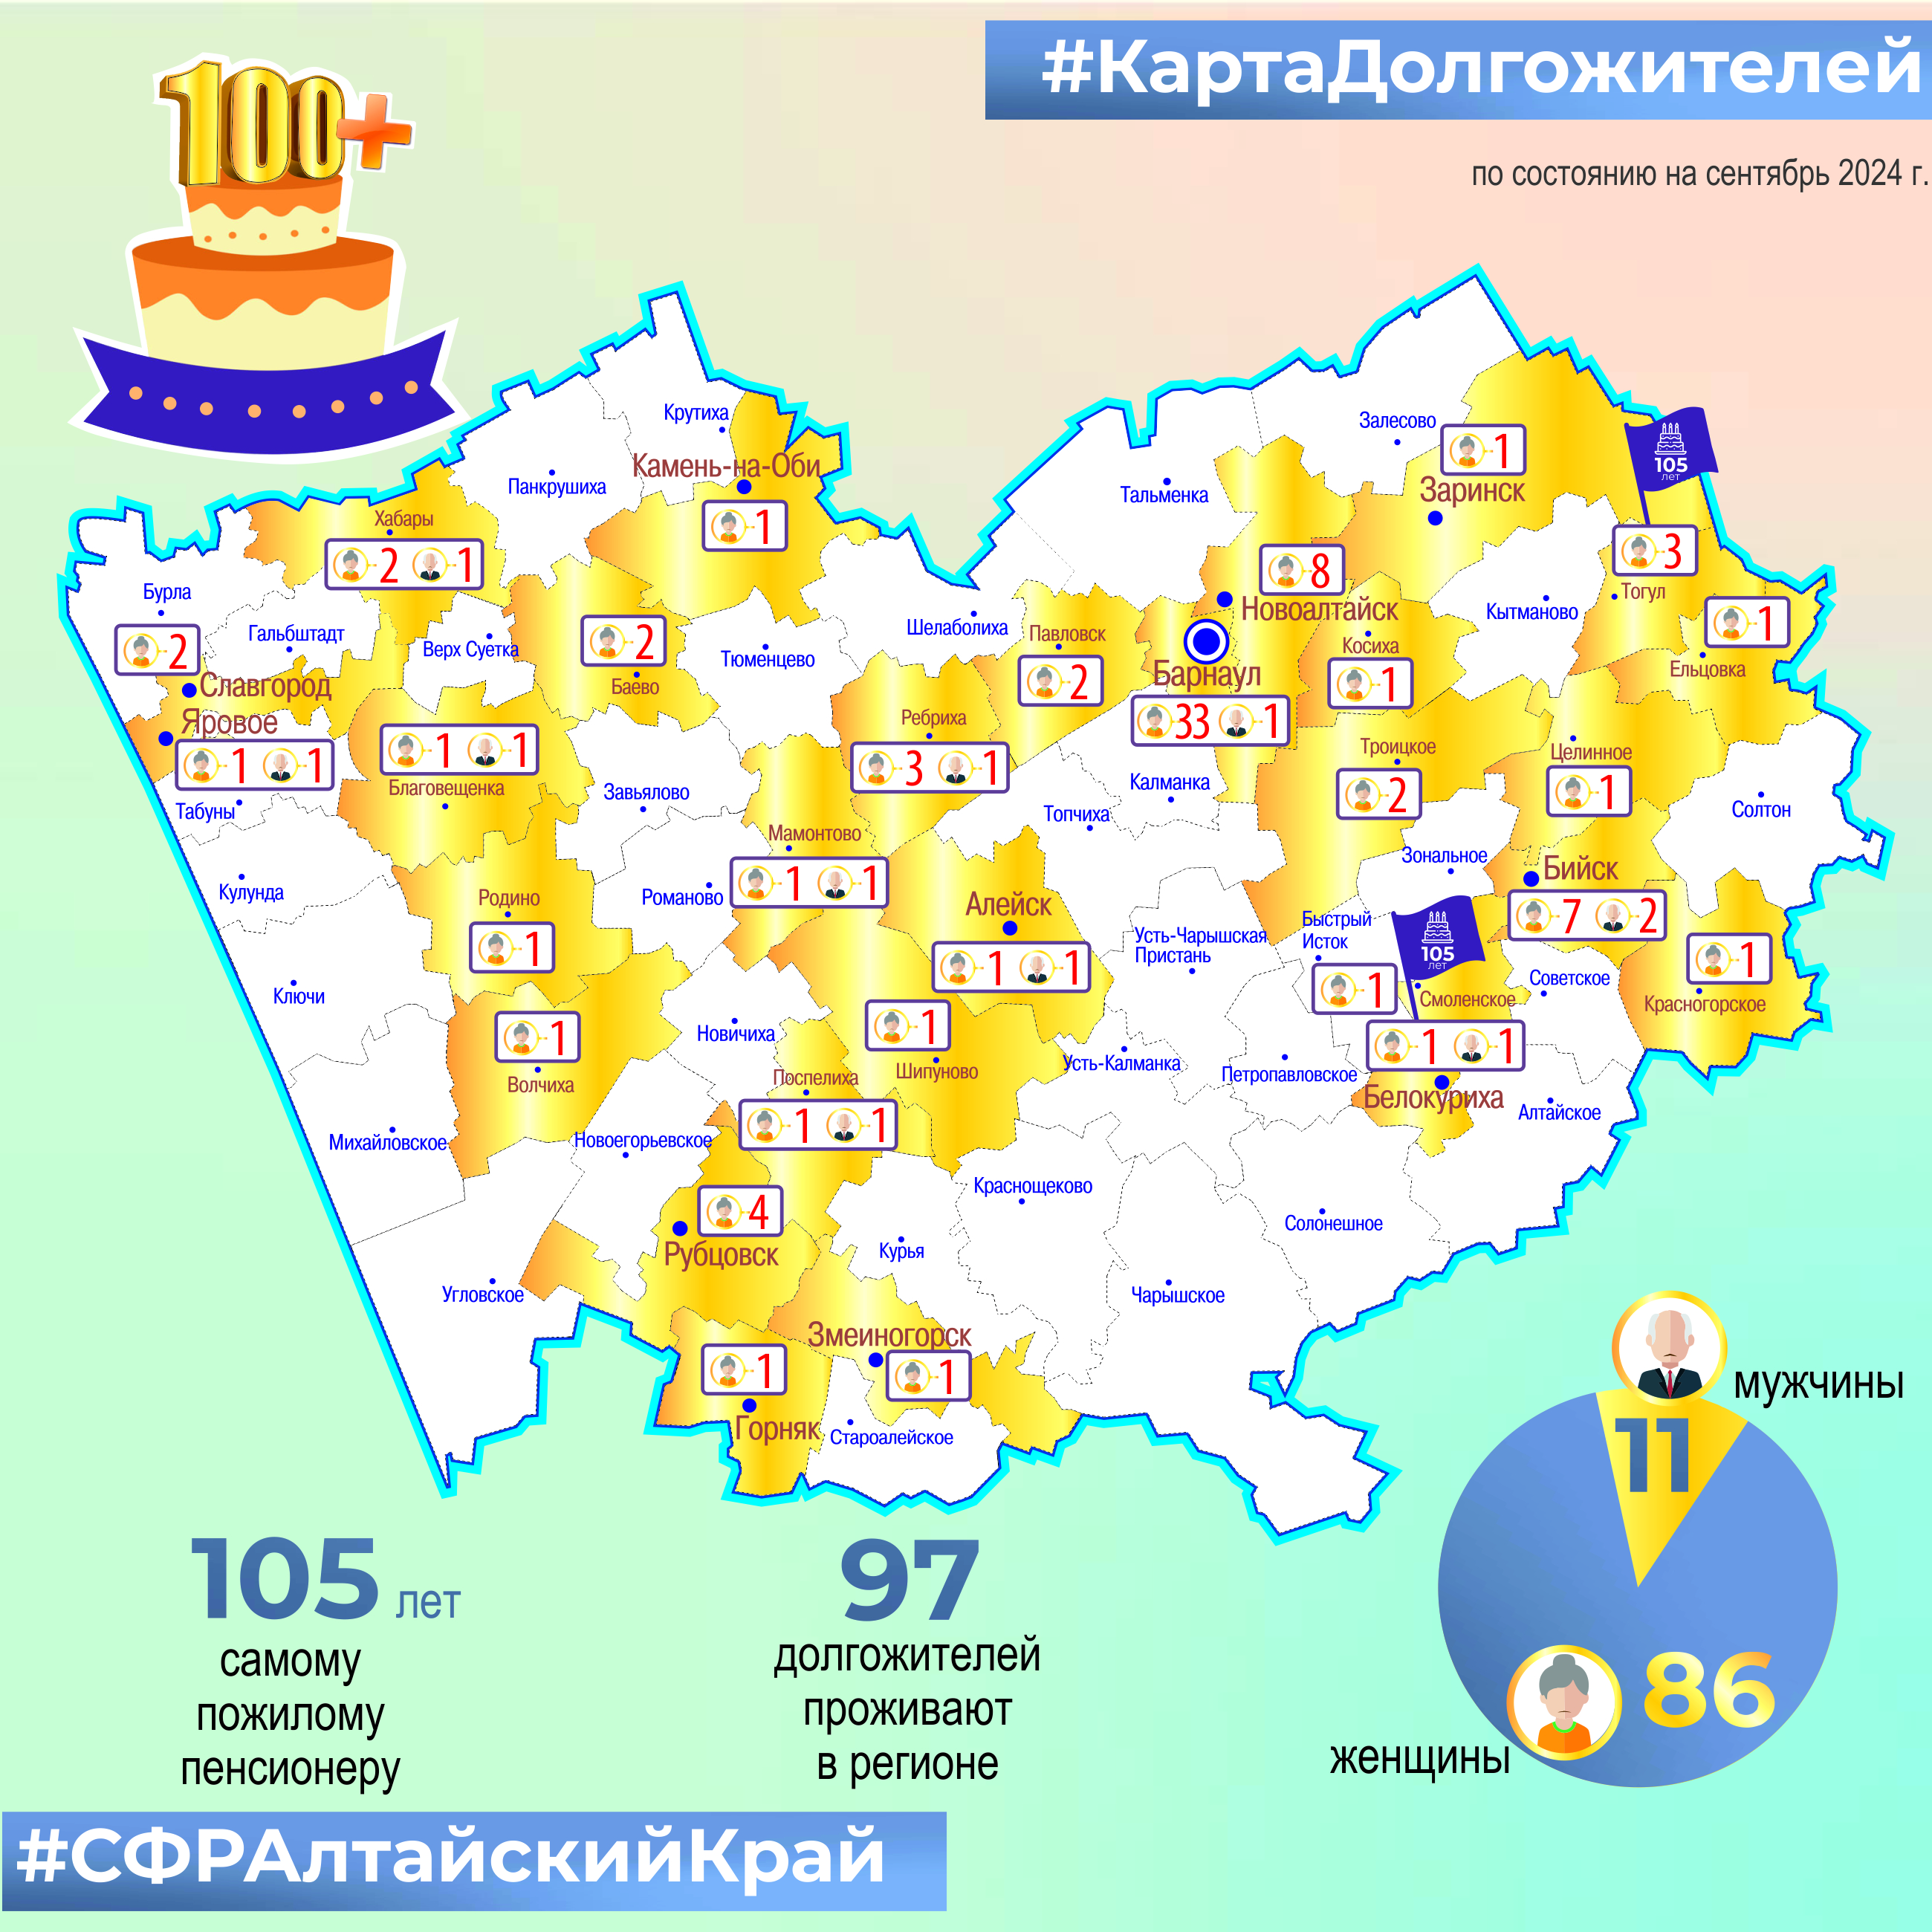 #КартаДолгожителей
по состоянию на сентябрь 2024 г.
100+
Крутиха
Камень-на-Оби
1
Панкрушиха
Хабары
2 1
Залесово
1
Заринск
105
лет
3
Тогул
Тальменка
8
Новоалтайск
Кытманово
1
Ельцовка
Бурла
2
Гальбштадт
Верх Суетка
2
Баево
Тюменцево
Шелаболиха
Павловск
2
Барнаул
33 1
Косиха
1
Славгород
Яровое
1 1
Табуны
1 1
Благовещенка
Завьялово
Ребриха
3 1
Калманка
Топчиха
Троицкое
2
Целинное
1
Солтон
Мамонтово
1 1
Романово
Кулунда
Родино
1
Алейск
1 1
Зональное
Бийск
7 2
Усть-Чарышская
Пристань
Быстрый
Исток
1
105
лет
Смоленское
1 1
Белокуриха
Советское
1
Красногорское
Ключи
1
Волчиха
Новичиха
1
Шипуново
Усть-Калманка
Петропавловское
Алтайское
Поспелиха
1 1
Михайловское
Новоегорьевское
4
Рубцовск
Краснощеково
Солонешное
Курья
Чарышское
Угловское
Змеиногорск
1
1
Горняк
Староалейское
мужчины
11
86
женщины
105 лет
самому
пожилому
пенсионеру
97
долгожителей
проживают
в регионе
#СФРАлтайскийКрай